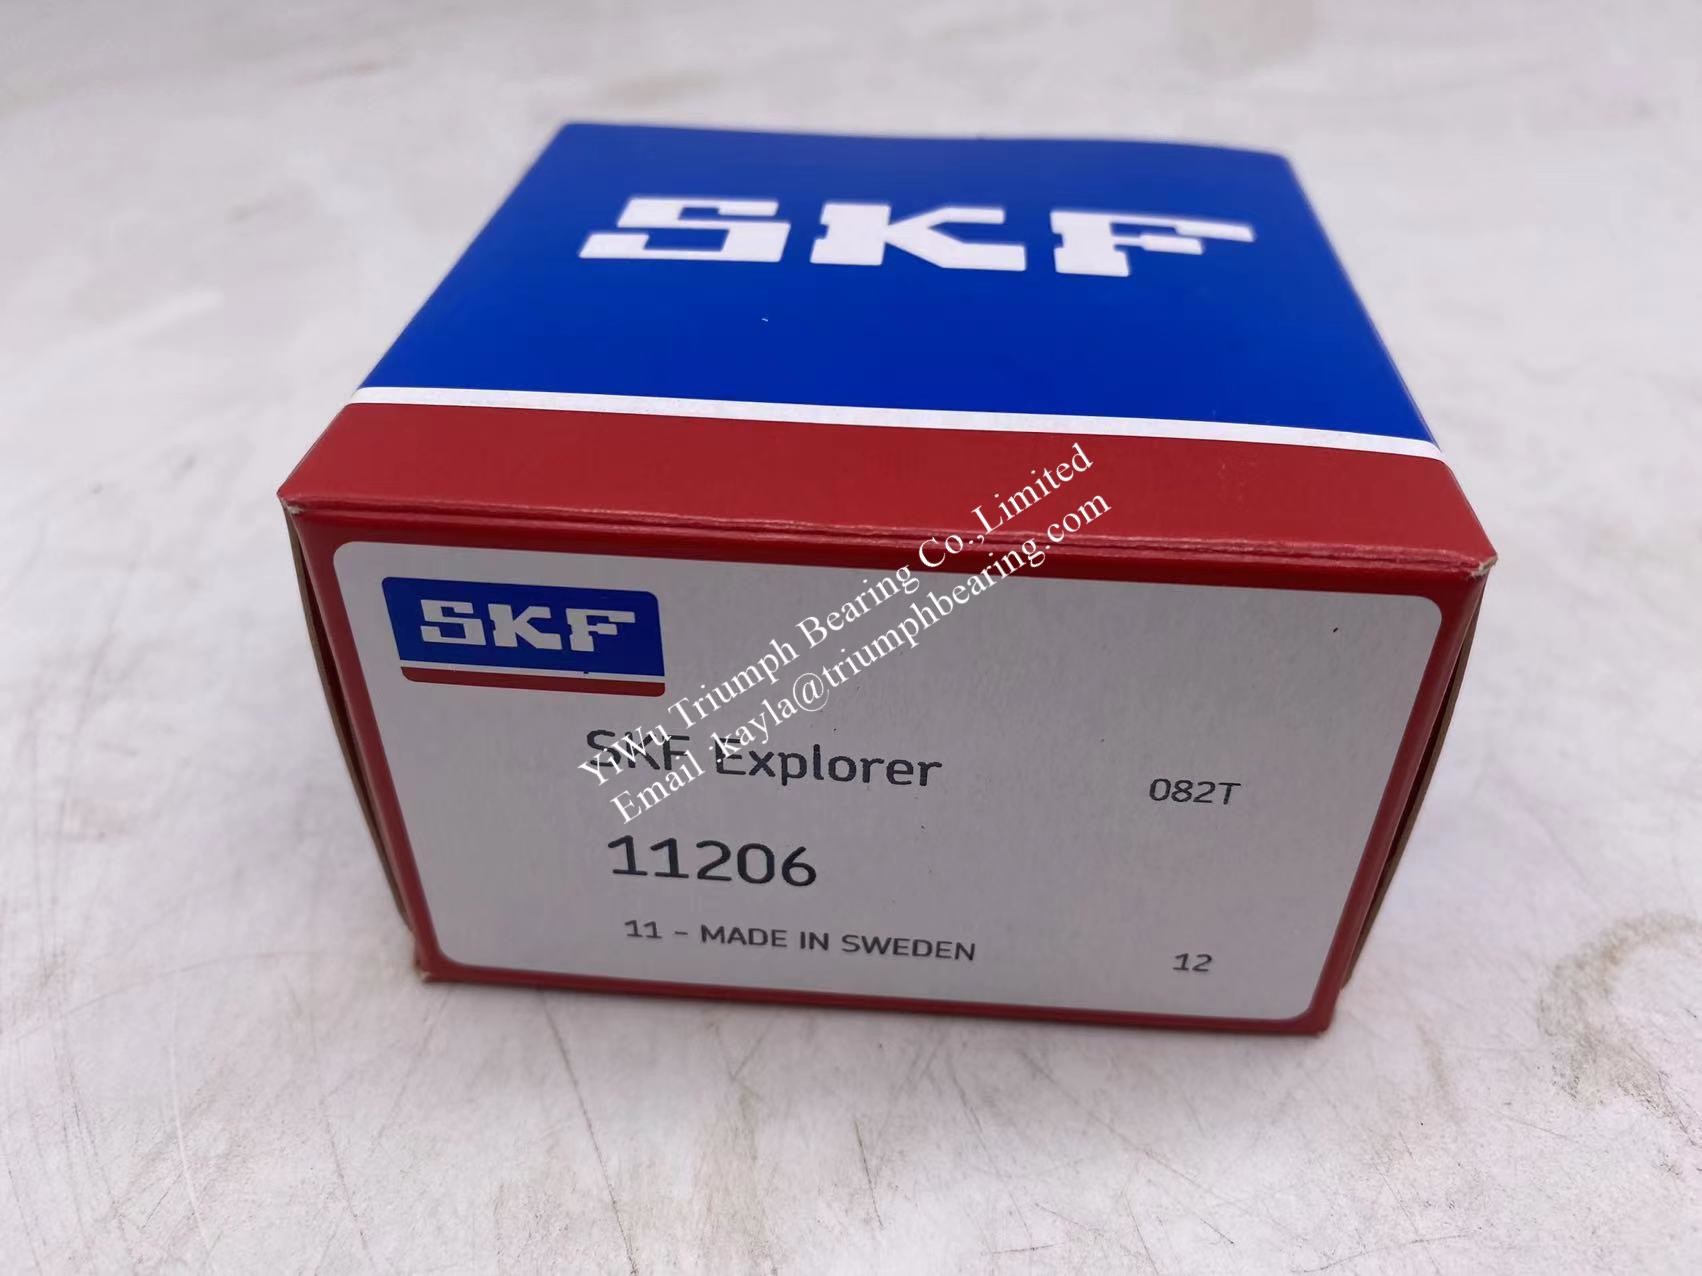 SKF
SKF
SKF Explorer
082T
11206
11 - MADE IN SWEDEN
12
YiWu Triumph Bearing Co.,Limited
Email :kayla@triumphbearing.com